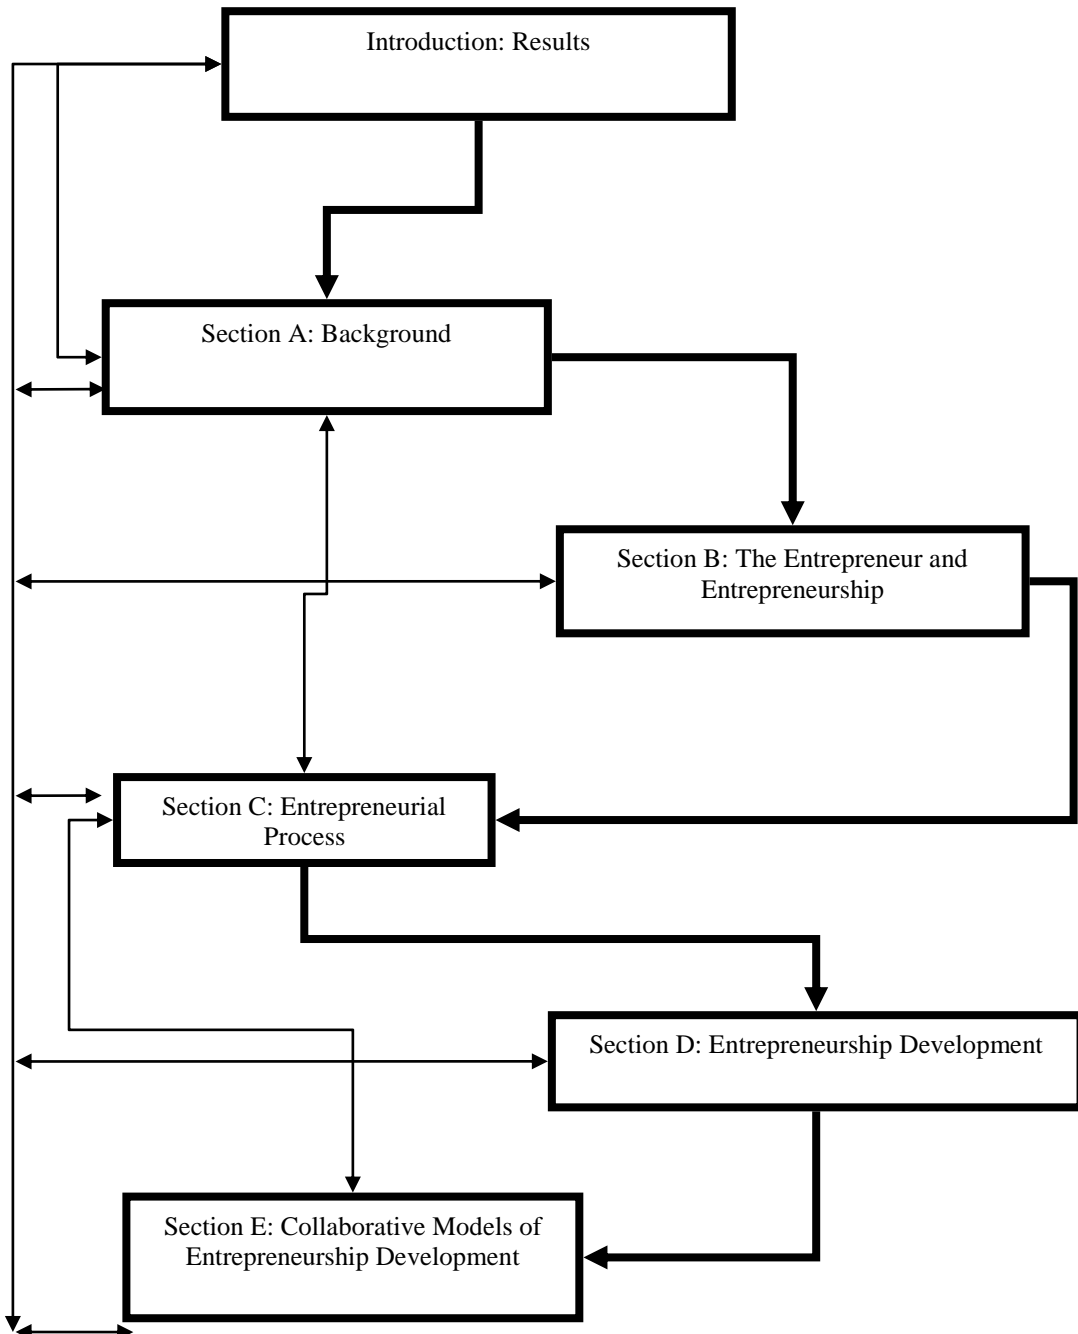 Introduction: Results
Section A: Background
Section B: The Entrepreneur and
Entrepreneurship
Section C: Entrepreneurial
Process
Section D: Entrepreneurship Development
Section E: Collaborative Models of
Entrepreneurship Development